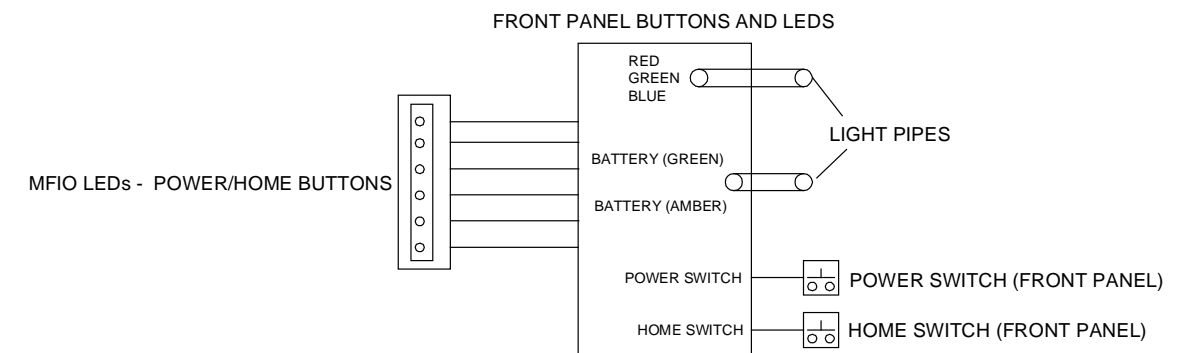 FRONT PANEL BUTTONS AND LEDS
RED
GREEN
BLUE
LIGHT PIPES
BATTERY (GREEN)
MFIO LEDs - POWER/HOME BUTTONS
BATTERY (AMBER)
POWER SWITCH
POWER SWITCH (FRONT PANEL)
HOME SWITCH
HOME SWITCH (FRONT PANEL)